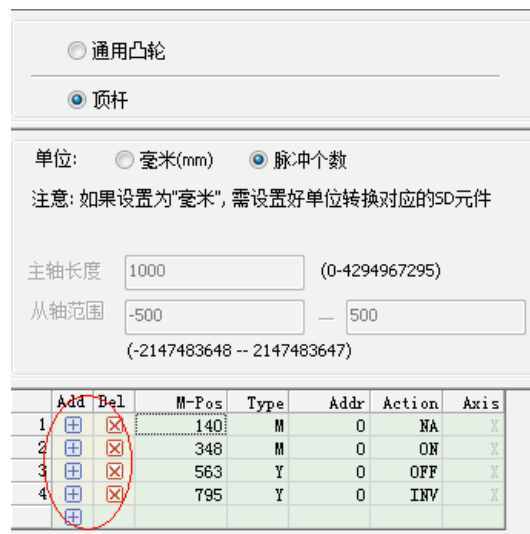 通用凸轮
顶杆
单位: 毫米(mm) 脉冲个数
注意: 如果设置为"毫米", 需设置好单位转换对应的SD元件
主轴长度 1000 (0-4294967295)
从轴范围 -500 — 500
(-2147483648 -- 2147483647)
Add Del M-Pos Type Addr Action Axis
1 140 M 0 NA X
2 348 M 0 ON X
3 563 Y 0 OFF X
4 795 Y 0 INV X